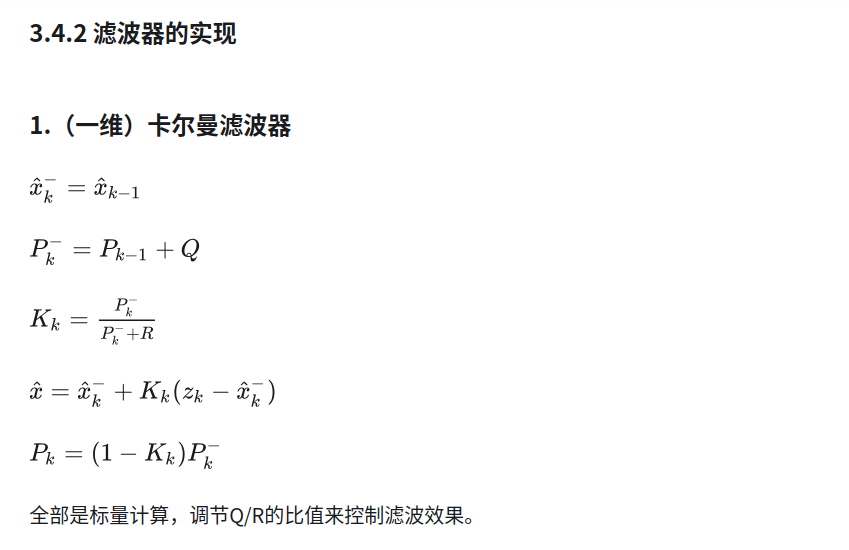 3.4.2 滤波器的实现
1.（一维）卡尔曼滤波器
$\hat{x}_k^- = \hat{x}_{k-1}$
$P_k^- = P_{k-1} + Q$
$K_k = \frac{P_k^-}{P_k^- + R}$
$\hat{x} = \hat{x}_k^- + K_k(z_k - \hat{x}_k^-)$
$P_k = (1 - K_k)P_k^-$
全部是标量计算，调节Q/R的比值来控制滤波效果。